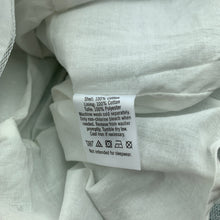 Shell: 100% Cotton
Lining: 100% Cotton
Tulle: 100% Polyester
Machine wash cold separately.
Only non-chlorine bleach when
needed. Remove from washer
promptly. Tumble dry low.
Cool iron if necessary.
Not intended for sleepwear.